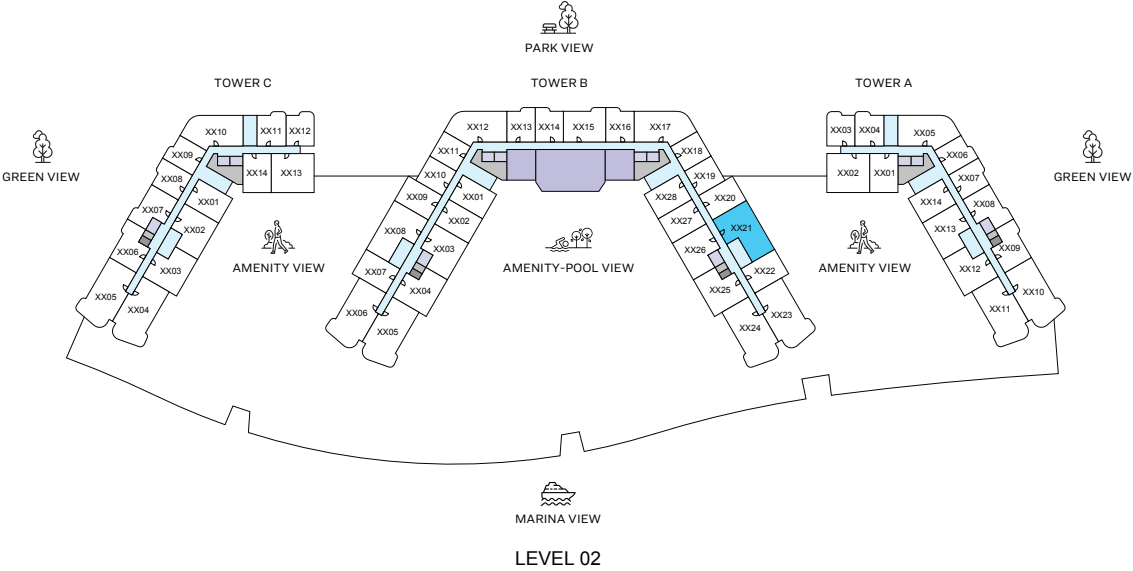 PARK VIEW
TOWER C
TOWER B
TOWER A
GREEN VIEW
GREEN VIEW
XX10
XX11
XX12
XX09
XX08
XX07
XX06
XX05
XX04
XX03
XX02
XX01
XX14
XX13
XX12
XX13
XX14
XX15
XX16
XX17
XX11
XX10
XX09
XX08
XX07
XX06
XX05
XX04
XX03
XX02
XX01
XX18
XX19
XX20
XX21
XX22
XX23
XX24
XX25
XX26
XX27
XX28
XX03
XX04
XX05
XX02
XX01
XX06
XX07
XX08
XX09
XX10
XX11
XX12
XX13
XX14
AMENITY VIEW
AMENITY-POOL VIEW
AMENITY VIEW
MARINA VIEW
LEVEL 02